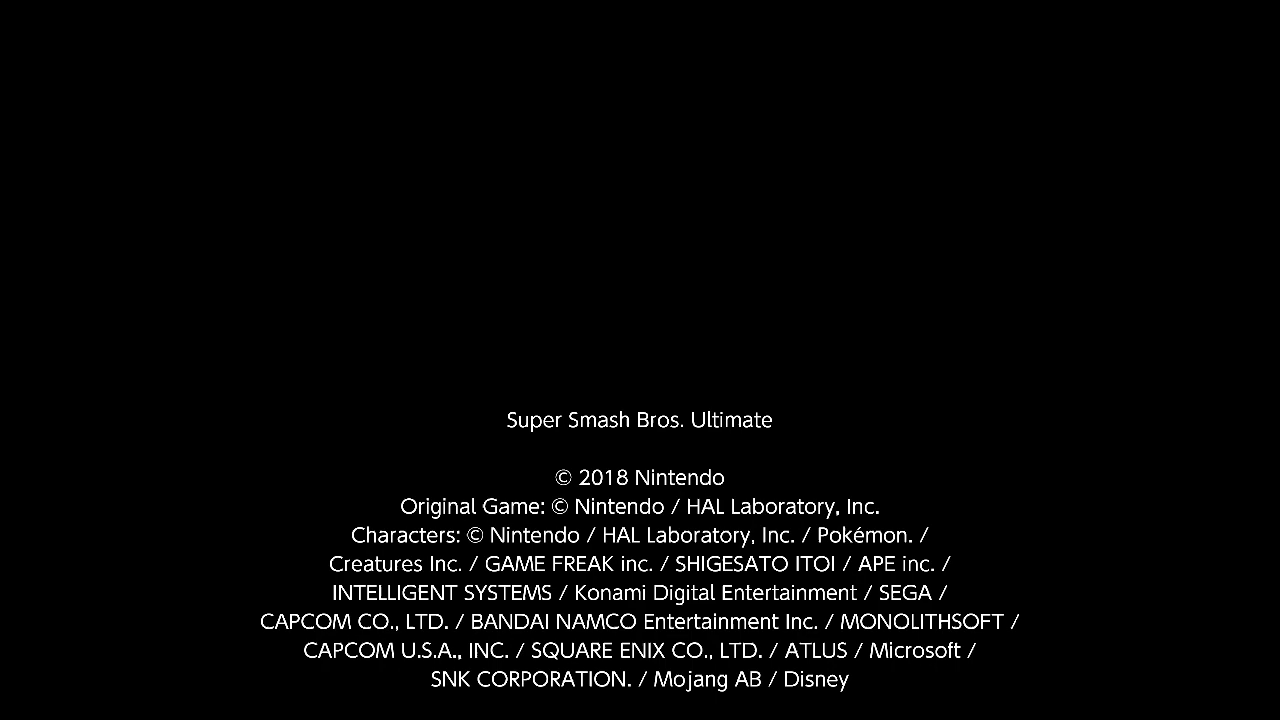 Super Smash Bros. Ultimate
© 2018 Nintendo
Original Game: © Nintendo / HAL Laboratory, Inc.
Characters: © Nintendo / HAL Laboratory, Inc. / Pokémon. /
Creatures Inc. / GAME FREAK inc. / SHIGESATO ITOI / APE inc. /
INTELLIGENT SYSTEMS / Konami Digital Entertainment / SEGA /
CAPCOM CO., LTD. / BANDAI NAMCO Entertainment Inc. / MONOLITHSOFT /
CAPCOM U.S.A., INC. / SQUARE ENIX CO., LTD. / ATLUS / Microsoft /
SNK CORPORATION. / Mojang AB / Disney